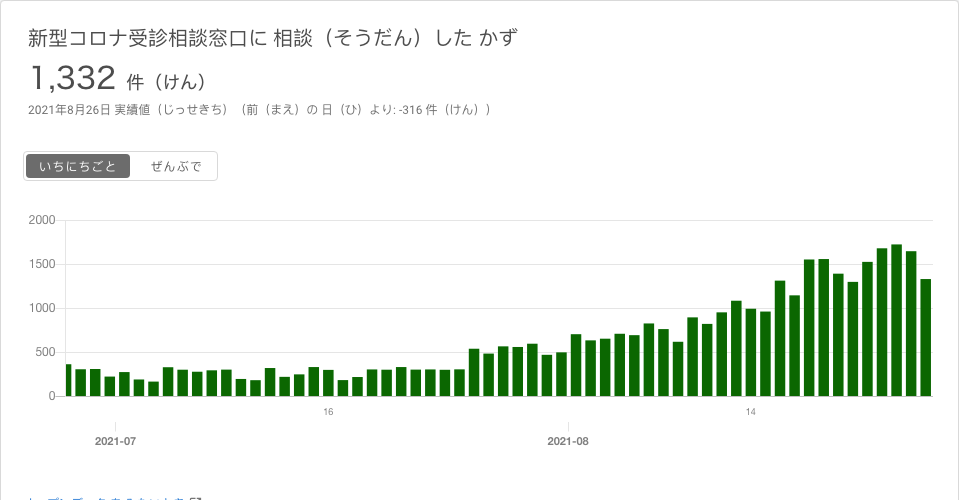 新型コロナ受診相談窓口に 相談（そうだん）した かず
1,332 件（けん）
2021年8月26日 実績値（じっせきち）（前（まえ）の 日（ひ）より: -316 件（けん））
いちにちごと ぜんぶで
2000
1500
1000
500
0
16 14
2021-07 2021-08